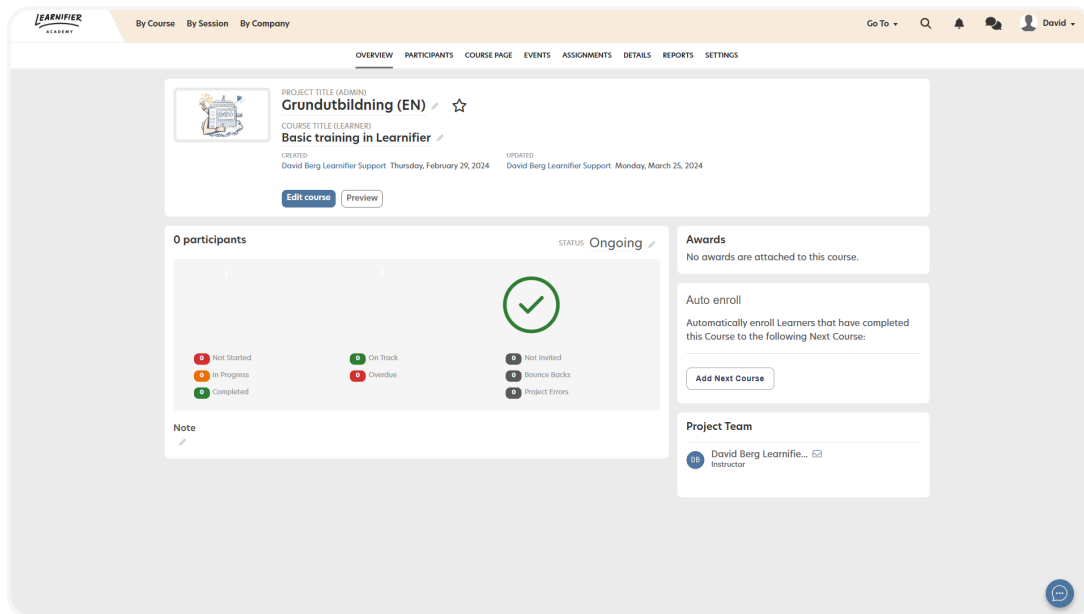 LEARNIFIER
ACADEMY
By Course By Session By Company
Go To
David
OVERVIEW PARTICIPANTS COURSE PAGE EVENTS ASSIGNMENTS DETAILS REPORTS SETTINGS
PROJECT TITLE (ADMIN)
Grundutbildning (EN)
COURSE TITLE (LEARNER)
Basic training in Learnifier
CREATED
David Berg Learnifier Support Thursday, February 29, 2024
UPDATED
David Berg Learnifier Support Monday, March 25, 2024
Edit course Preview
0 participants
STATUS Ongoing
0 Not Started
0 In Progress
0 Completed
0 On Track
0 Overdue
0 Not Invited
0 Bounce Backs
0 Project Errors
Note
Awards
No awards are attached to this course.
Auto enroll
Automatically enroll Learners that have completed
this Course to the following Next Course:
Add Next Course
Project Team
DB
David Berg Learnifie...
Instructor